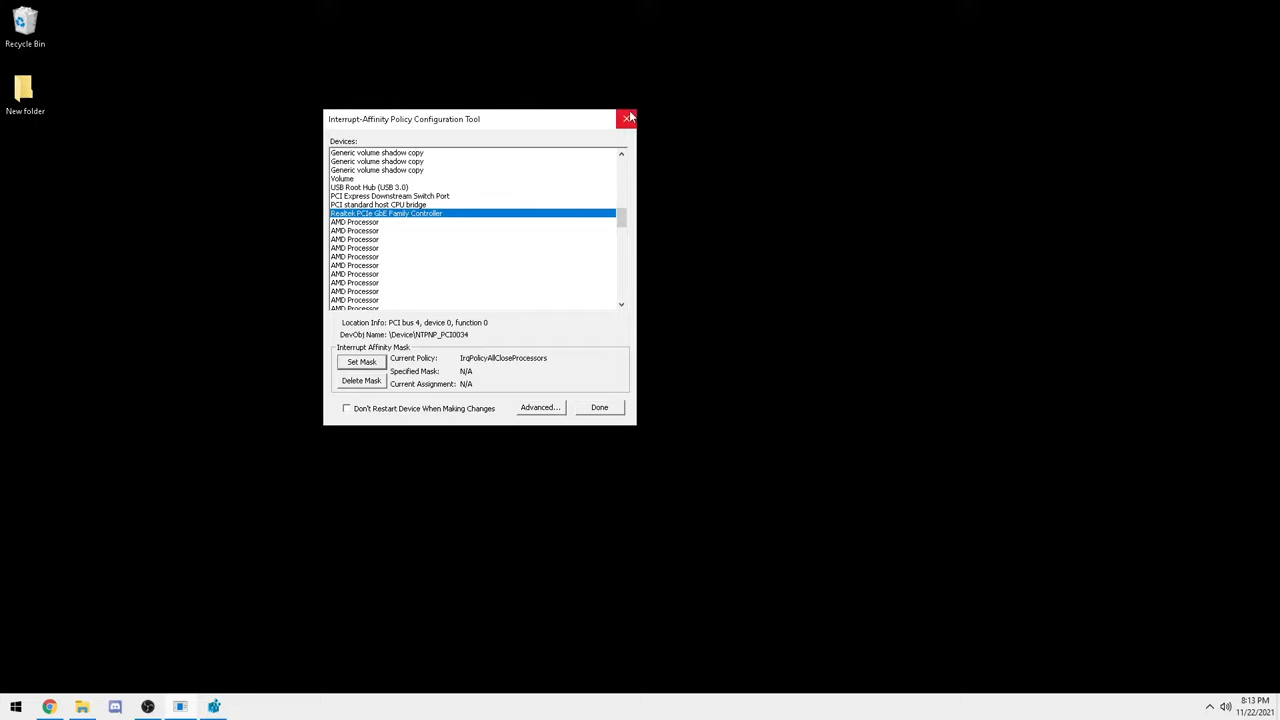 Recycle Bin
New folder
Interrupt-Affinity Policy Configuration Tool
Devices:
Generic volume shadow copy
Generic volume shadow copy
Generic volume shadow copy
Volume
USB Root Hub (USB 3.0)
PCI Express Downstream Switch Port
PCI standard host CPU bridge
Realtek PCIe GbE Family Controller
AMD Processor
AMD Processor
AMD Processor
AMD Processor
AMD Processor
AMD Processor
AMD Processor
AMD Processor
AMD Processor
AMD Processor
AMD Processor
Location Info: PCI bus 4, device 0, function 0
DevObj Name: \Device\NTPNP_PCI0034
Interrupt Affinity Mask
Set Mask
Current Policy: IrqPolicyAllCloseProcessors
Specified Mask: N/A
Delete Mask
Current Assignment: N/A
Don't Restart Device When Making Changes
Advanced...
Done
8:13 PM
11/22/2021